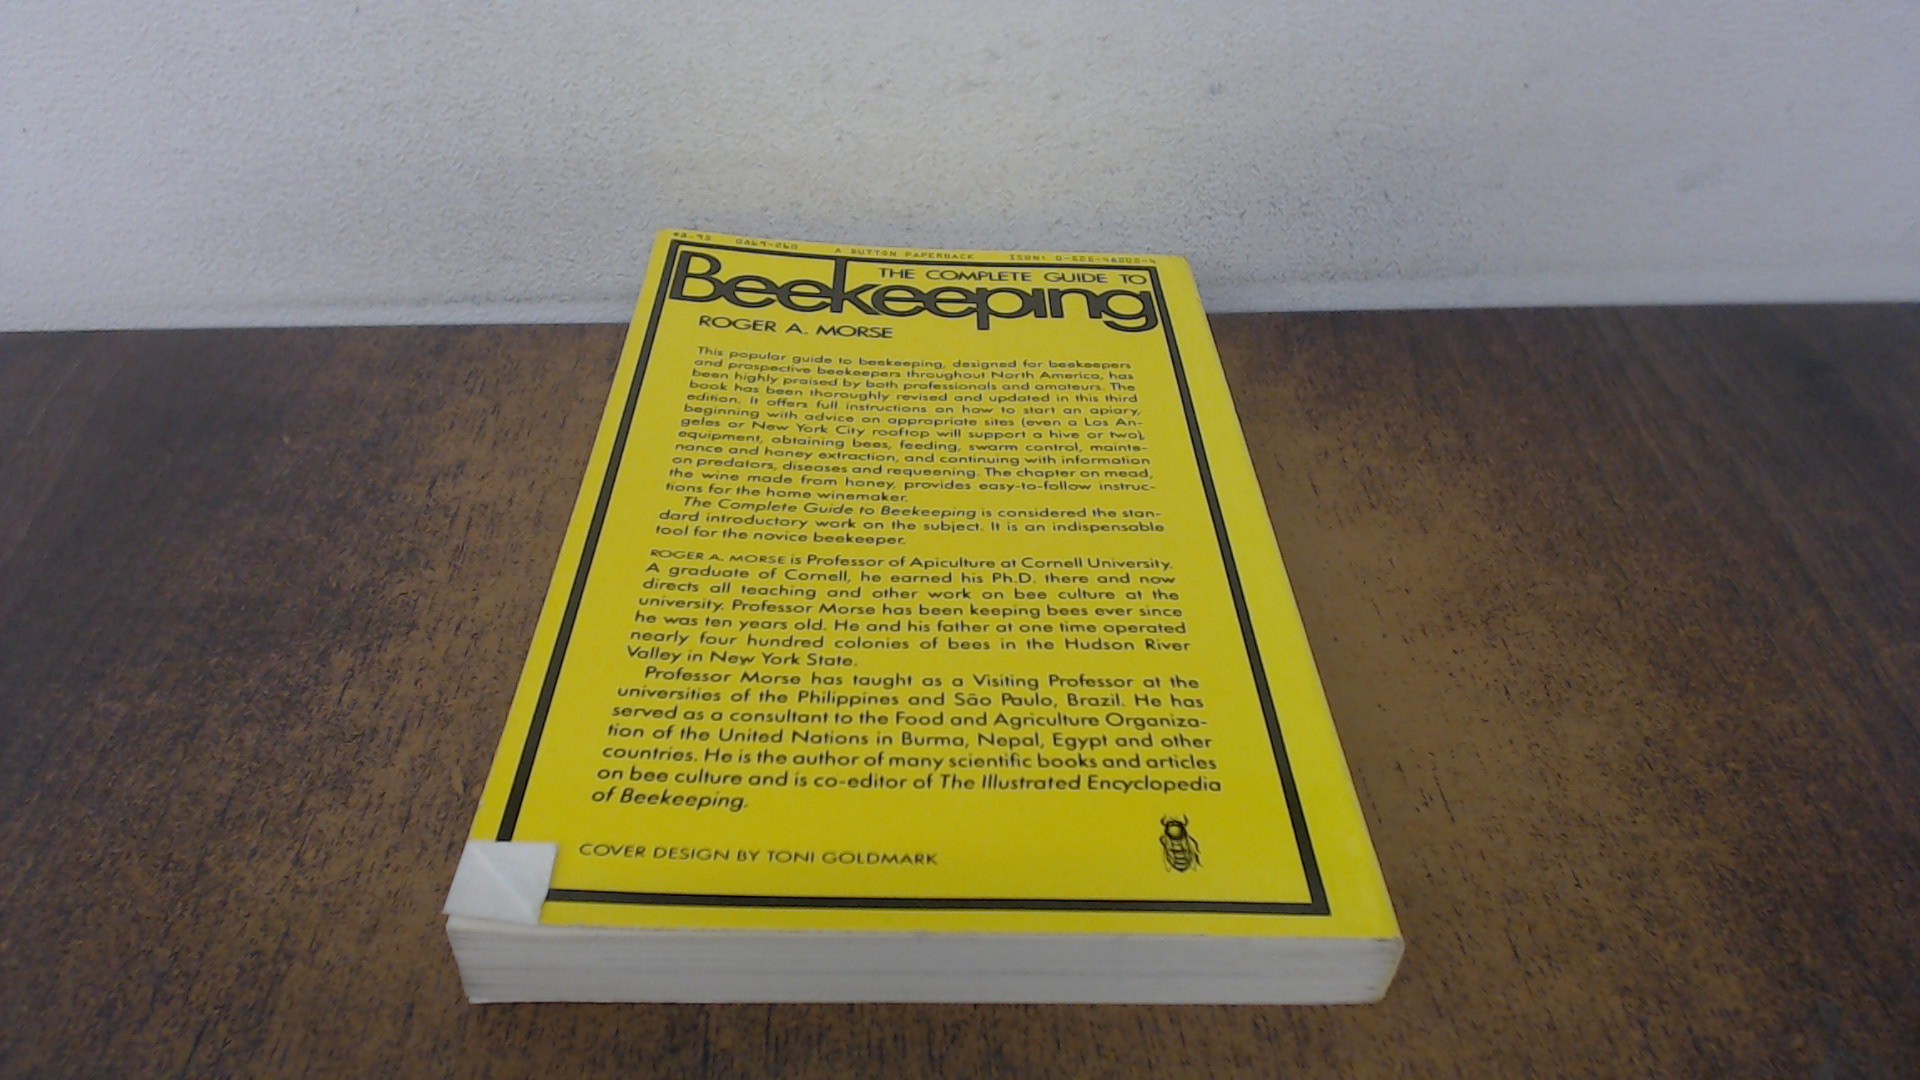 A DUTTON PAPERBACK
THE COMPLETE GUIDE TO
Beekeeping
ROGER A. MORSE
This popular guide to beekeeping, designed for beekeepers
and prospective beekeepers throughout North America, has
been highly praised by both professionals and amateurs. The
book has been thoroughly revised and updated in this third
edition. It offers full instructions on how to start an apiary,
beginning with advice on appropriate sites (even a Los An-
geles or New York City rooftop will support a hive or two),
equipment, obtaining bees, feeding, swarm control, mainte-
nance and honey extraction, and continuing with information
on predators, diseases and requeening. The chapter on mead,
the wine made from honey, provides easy-to-follow instruc-
tions for the home winemaker.
The Complete Guide to Beekeeping is considered the stan-
dard introductory work on the subject. It is an indispensable
tool for the novice beekeeper.
ROGER A. MORSE is Professor of Apiculture at Cornell University.
A graduate of Cornell, he earned his Ph.D. there and now
directs all teaching and other work on bee culture at the
university. Professor Morse has been keeping bees ever since
he was ten years old. He and his father at one time operated
nearly four hundred colonies of bees in the Hudson River
Valley in New York State.
Professor Morse has taught as a Visiting Professor at the
universities of the Philippines and São Paulo, Brazil. He has
served as a consultant to the Food and Agriculture Organiza-
tion of the United Nations in Burma, Nepal, Egypt and other
countries. He is the author of many scientific books and articles
on bee culture and is co-editor of The Illustrated Encyclopedia
of Beekeeping.
COVER DESIGN BY TONI GOLDMARK